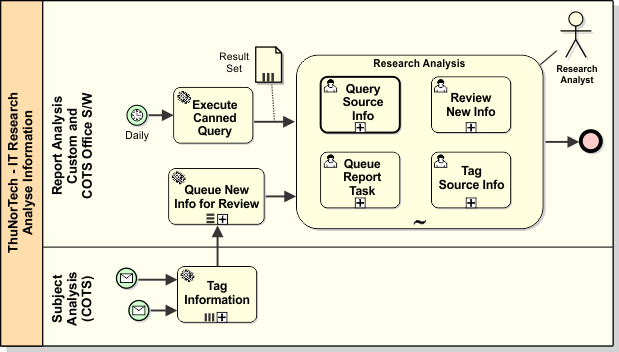 ThuNorTech - IT Research
Analyse Information
Report Analysis
Custom and
COTS Office S/W
Daily
Execute
Canned
Query
Result
Set
Queue New
Info for Review
Research Analysis
Query
Source
Info
Review
New Info
Queue
Report
Task
Tag
Source Info
Research
Analyst
Subject
Analysis
(COTS)
Tag
Information